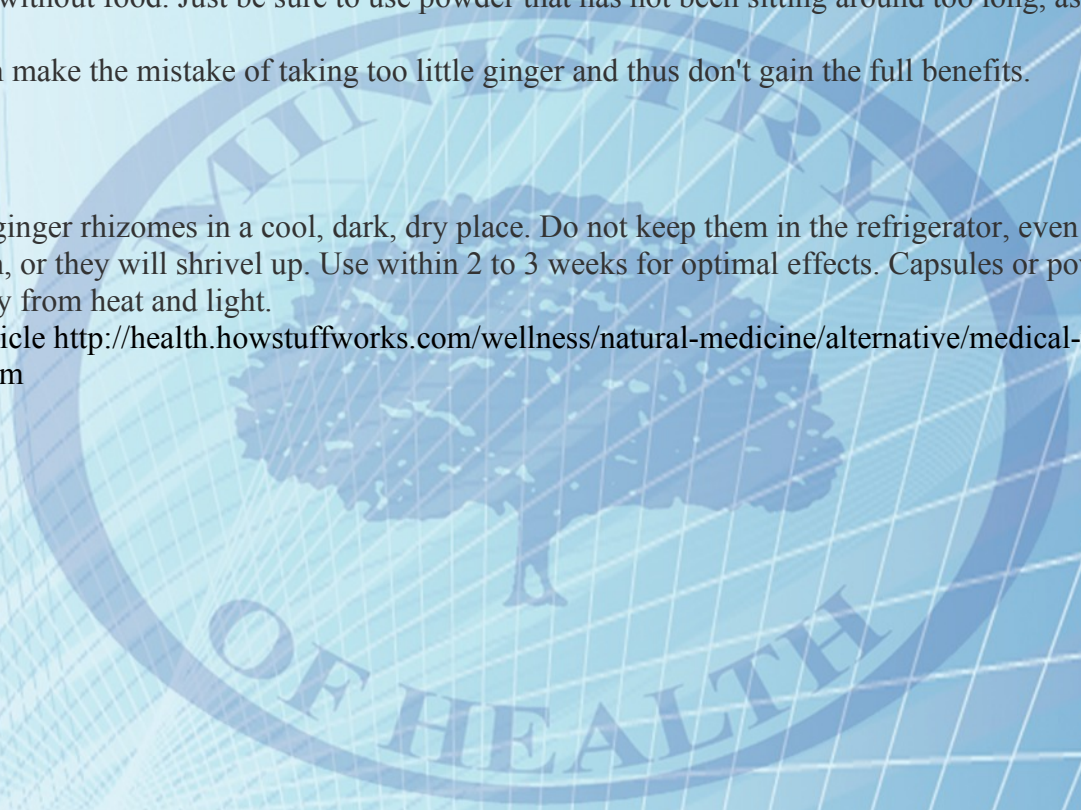 without food. Just be sure to use powder that has not been sitting around too long, as
make the mistake of taking too little ginger and thus don't gain the full benefits.
MINISTRY
ginger rhizomes in a cool, dark, dry place. Do not keep them in the refrigerator, even
, or they will shrivel up. Use within 2 to 3 weeks for optimal effects. Capsules or po
y from heat and light.
icle http://health.howstuffworks.com/wellness/natural-medicine/alternative/medical-
m
OF HEALTH